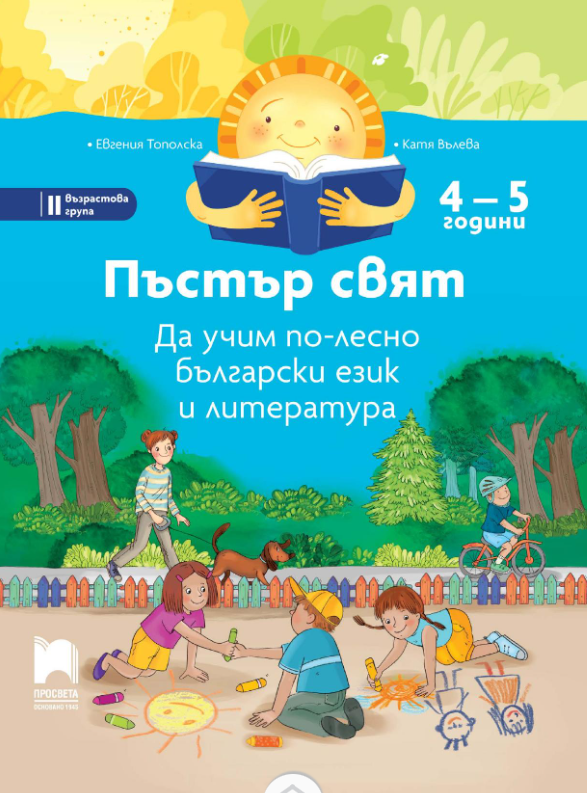 • Евгения Тополска
• Катя Вълева
II възрастова
група
4 – 5
години
Пъстър свят
Да учим по-лесно
български език
и литература
ПРОСВЕТА
ОСНОВАНО 1945